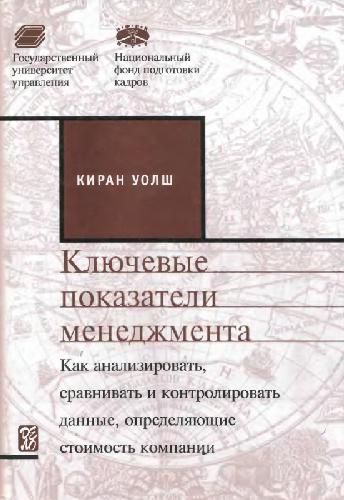 Государственный
университет
управления
Национальный
фонд подготовки
кадров
КИРАН УОЛШ
Ключевые
показатели
менеджмента
Как анализировать,
сравнивать и контролировать
данные, определяющие
стоимость компании